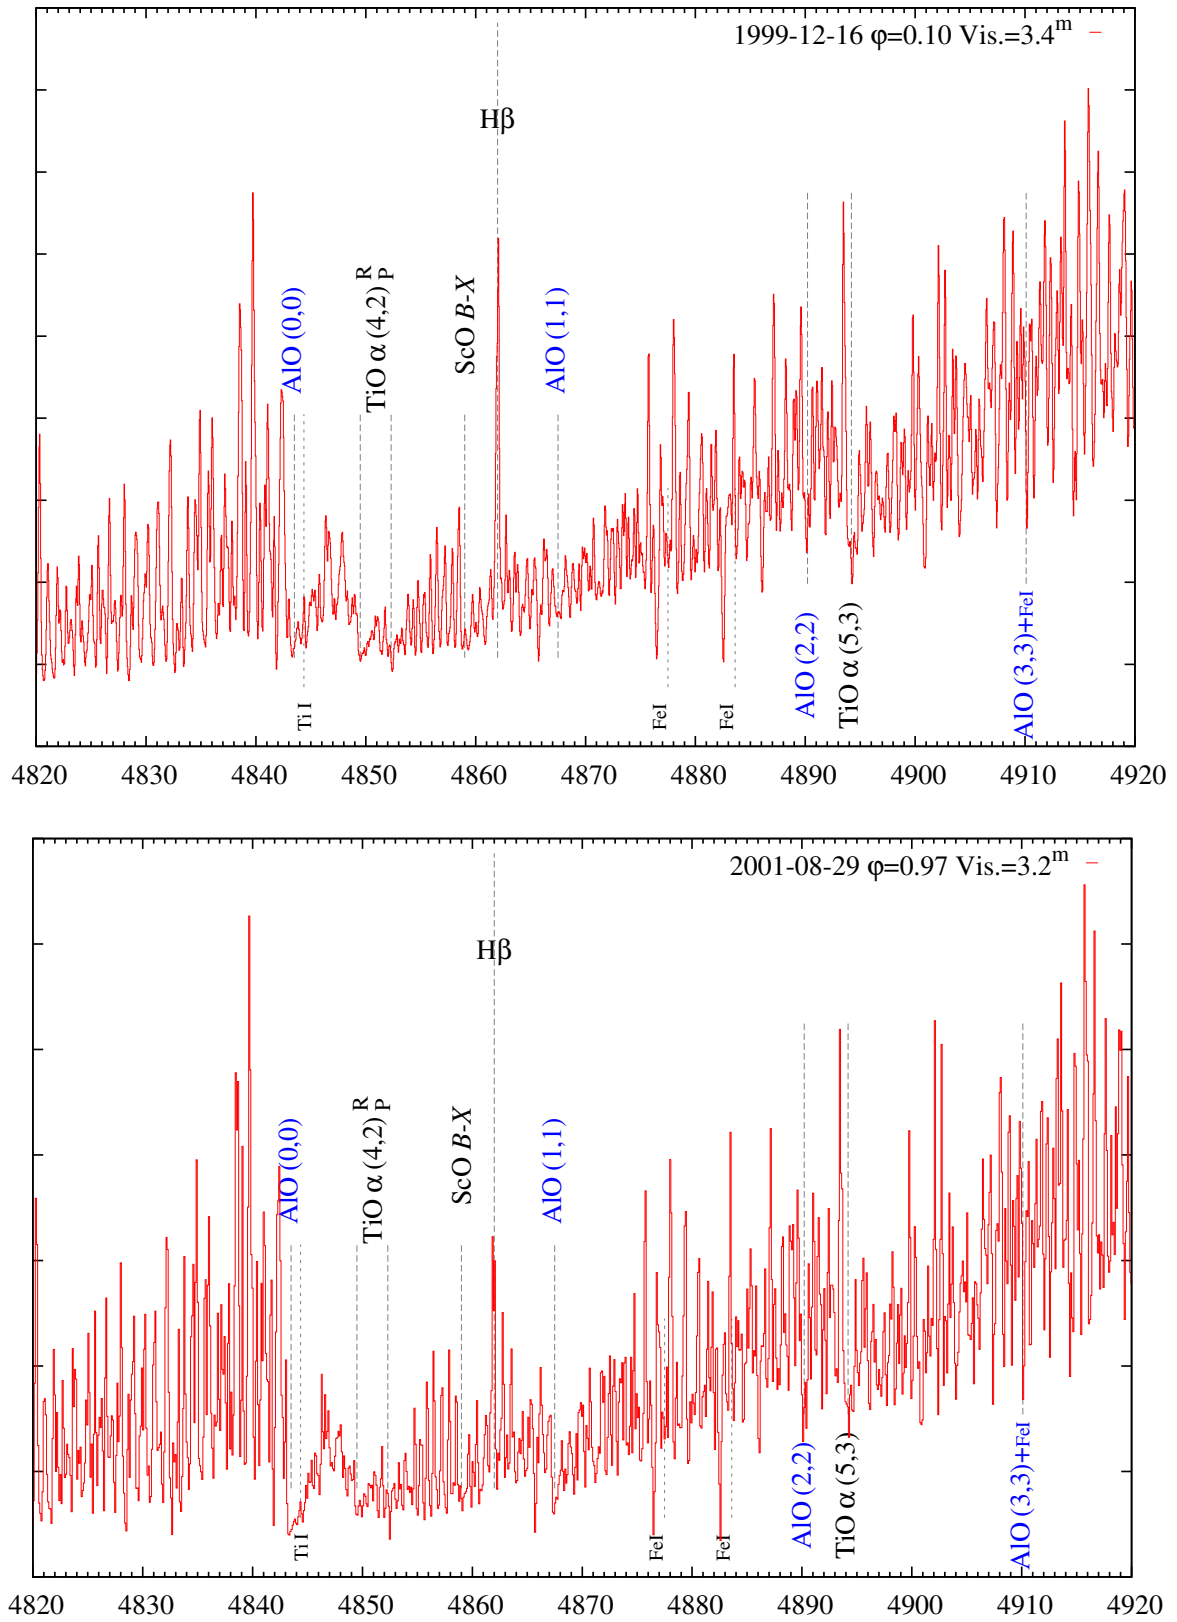 1999-12-16 φ=0.10 Vis.=3.4m
Hβ
AlO (0,0)
TiO α (4,2) R P
ScO B-X
AlO (1,1)
Ti I
FeI
FeI
AlO (2,2)
TiO α (5,3)
AlO (3,3)+FeI
4820 4830 4840 4850 4860 4870 4880 4890 4900 4910 4920
2001-08-29 φ=0.97 Vis.=3.2m
Hβ
AlO (0,0)
TiO α (4,2) R P
ScO B-X
AlO (1,1)
Ti I
FeI
FeI
AlO (2,2)
TiO α (5,3)
AlO (3,3)+FeI
4820 4830 4840 4850 4860 4870 4880 4890 4900 4910 4920